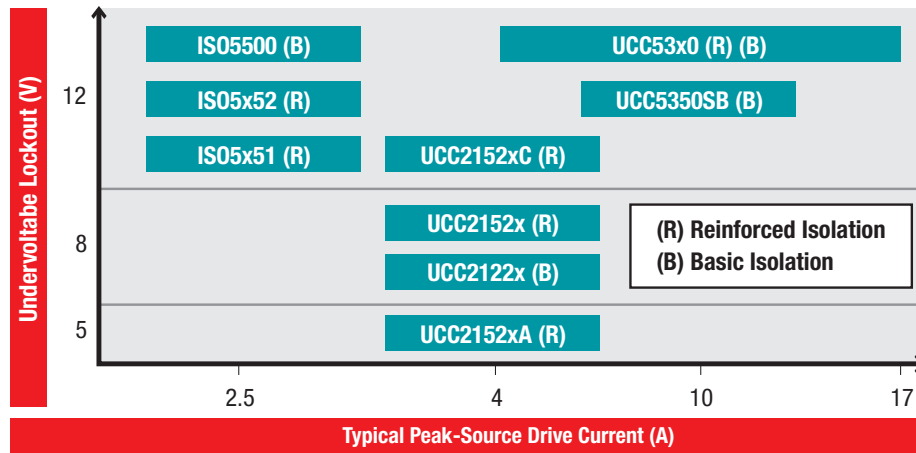 Undervoltabe Lockout (V)
12
8
5
ISO5500 (B)
UCC53x0 (R) (B)
ISO5x52 (R)
UCC5350SB (B)
ISO5x51 (R)
UCC2152xC (R)
UCC2152x (R)
UCC2122x (B)
UCC2152xA (R)
(R) Reinforced Isolation
(B) Basic Isolation
2.5
4
10
17
Typical Peak-Source Drive Current (A)